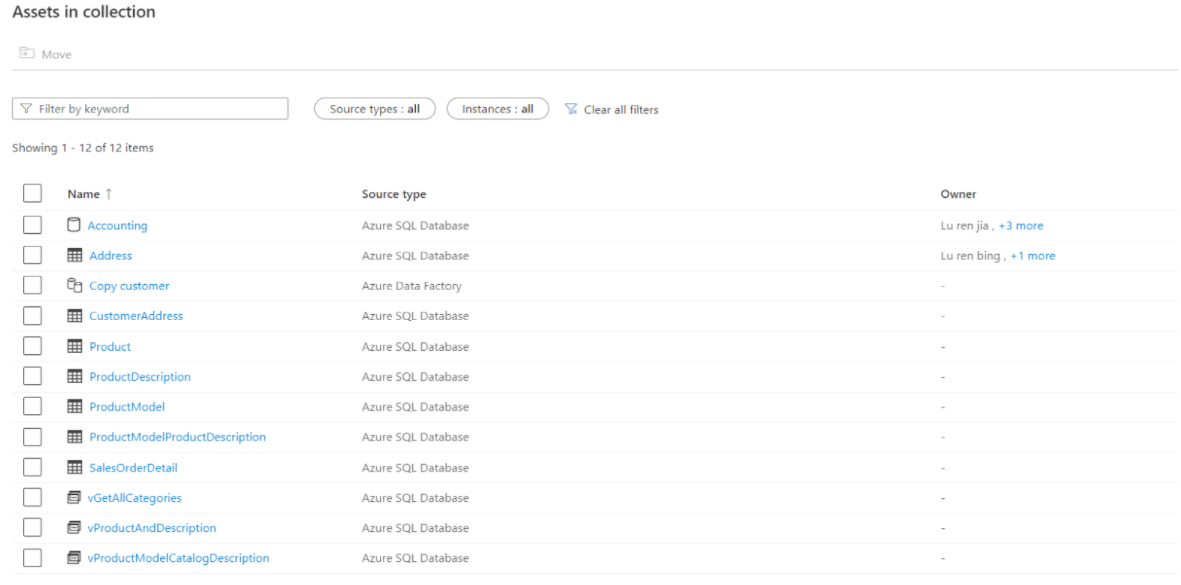 Assets in collection
Move
Filter by keyword Source types : all Instances : all Clear all filters
Showing 1 - 12 of 12 items
Name ↑ Source type Owner
Accounting Azure SQL Database Lu ren jia , +3 more
Address Azure SQL Database Lu ren bing , +1 more
Copy customer Azure Data Factory -
CustomerAddress Azure SQL Database -
Product Azure SQL Database -
ProductDescription Azure SQL Database -
ProductModel Azure SQL Database -
ProductModelProductDescription Azure SQL Database -
SalesOrderDetail Azure SQL Database -
vGetAllCategories Azure SQL Database -
vProductAndDescription Azure SQL Database -
vProductModelCatalogDescription Azure SQL Database -